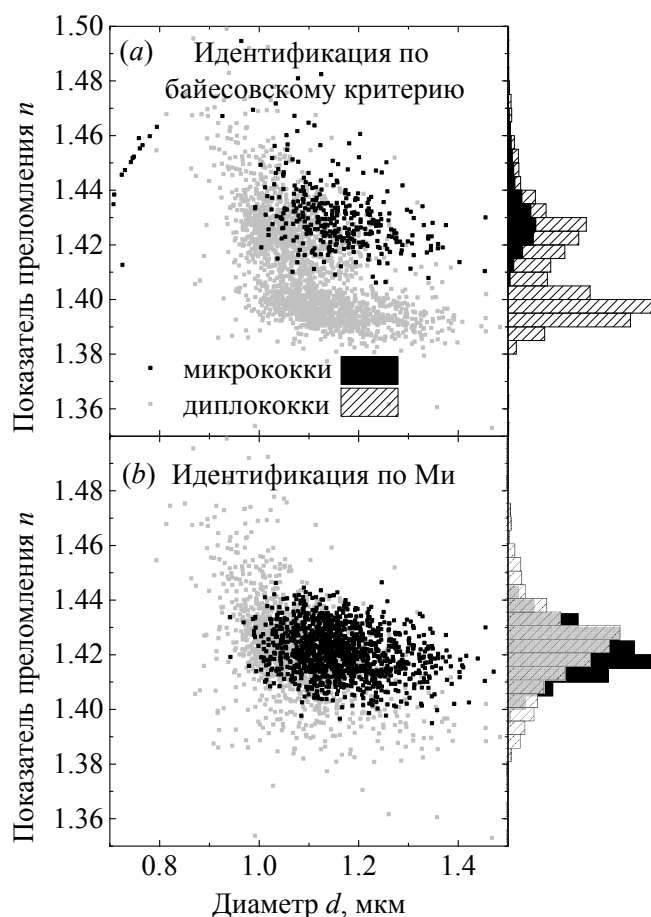 1.50
(a) Идентификация по
байесовскому критерию
1.48
1.46
1.44
1.42
1.40
1.38
1.36
Показатель преломления n
микрококки
диплококки
(b) Идентификация по Ми
1.48
1.46
1.44
1.42
1.40
1.38
1.36
Показатель преломления n
0.8 1.0 1.2 1.4
Диаметр d, мкм